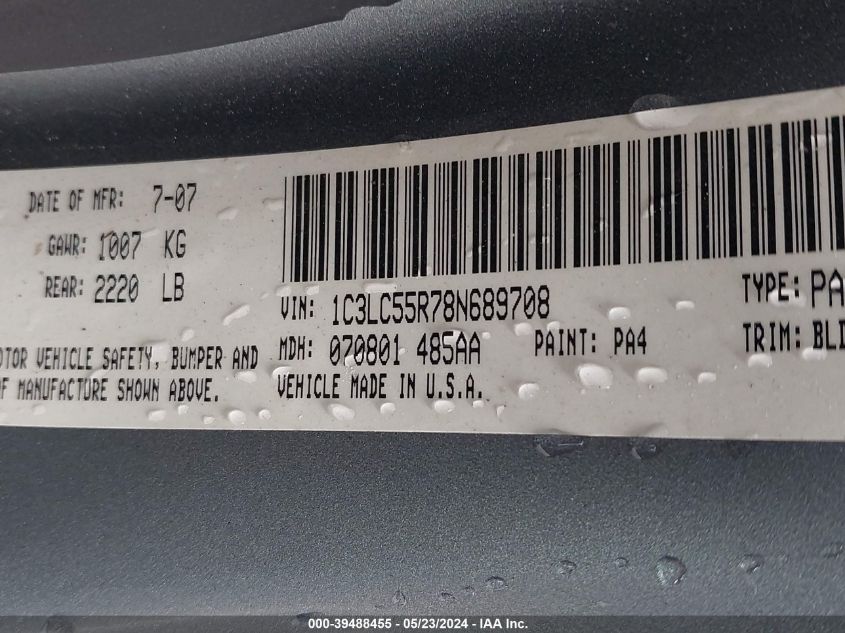 DATE OF MFR: 7-07
GAWR: 1007 KG
REAR: 2220 LB
VIN: 1C3LC55R78N689708
TYPE: PA
MDH: 070801 485AA PAINT: PA4 TRIM: BLD
OTOR VEHICLE SAFETY, BUMPER AND
OF MANUFACTURE SHOWN ABOVE.
VEHICLE MADE IN U.S.A.
000-39488455 - 05/23/2024 - IAA Inc.